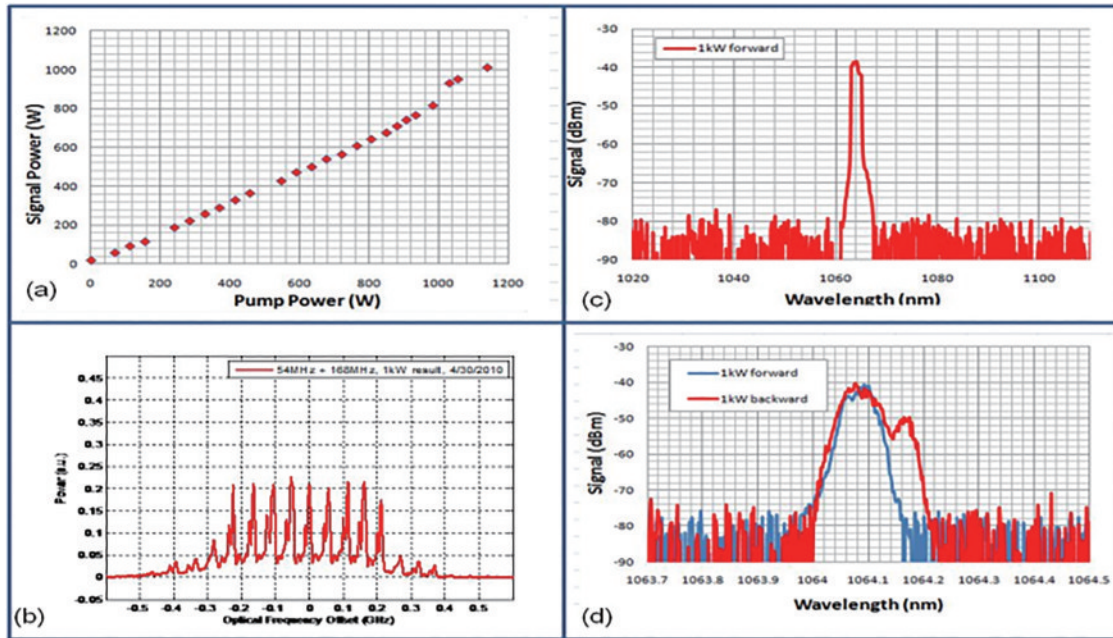 1200
1000
800
600
400
200
0
Signal Power (W)
0 200 400 600 800 1000 1200
Pump Power (W)
(a)
-30
-40
-50
-60
-70
-80
-90
Signal (dBm)
1kW forward
1020 1040 1060 1080 1100
Wavelength (nm)
(c)
0.45
0.4
0.35
0.3
0.25
0.2
0.15
0.1
0.05
0
-0.05
Power (a.u.)
54MHz + 168MHz, 1kW result, 4/30/2010
-0.5 -0.4 -0.3 -0.2 -0.1 0 0.1 0.2 0.3 0.4 0.5
Optical Frequency Offset (GHz)
(b)
-30
-40
-50
-60
-70
-80
-90
Signal (dBm)
1kW forward
1kW backward
1063.7 1063.8 1063.9 1064 1064.1 1064.2 1064.3 1064.4 1064.5
Wavelength (nm)
(d)